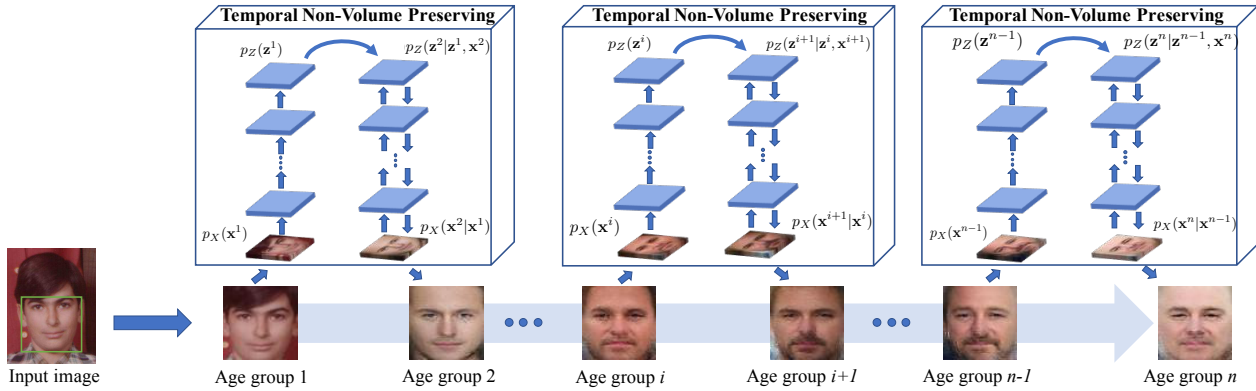 Temporal Non-Volume Preserving
Temporal Non-Volume Preserving
Temporal Non-Volume Preserving
p_Z(z^1)
p_Z(z^2|z^1, x^2)
p_Z(z^i)
p_Z(z^{i+1}|z^i, x^{i+1})
p_Z(z^{n-1})
p_Z(z^n|z^{n-1}, x^n)
p_X(x^1)
p_X(x^2|x^1)
p_X(x^i)
p_X(x^{i+1}|x^i)
p_X(x^{n-1})
p_X(x^n|x^{n-1})
Input image
Age group 1
Age group 2
Age group i
Age group i+1
Age group n-1
Age group n